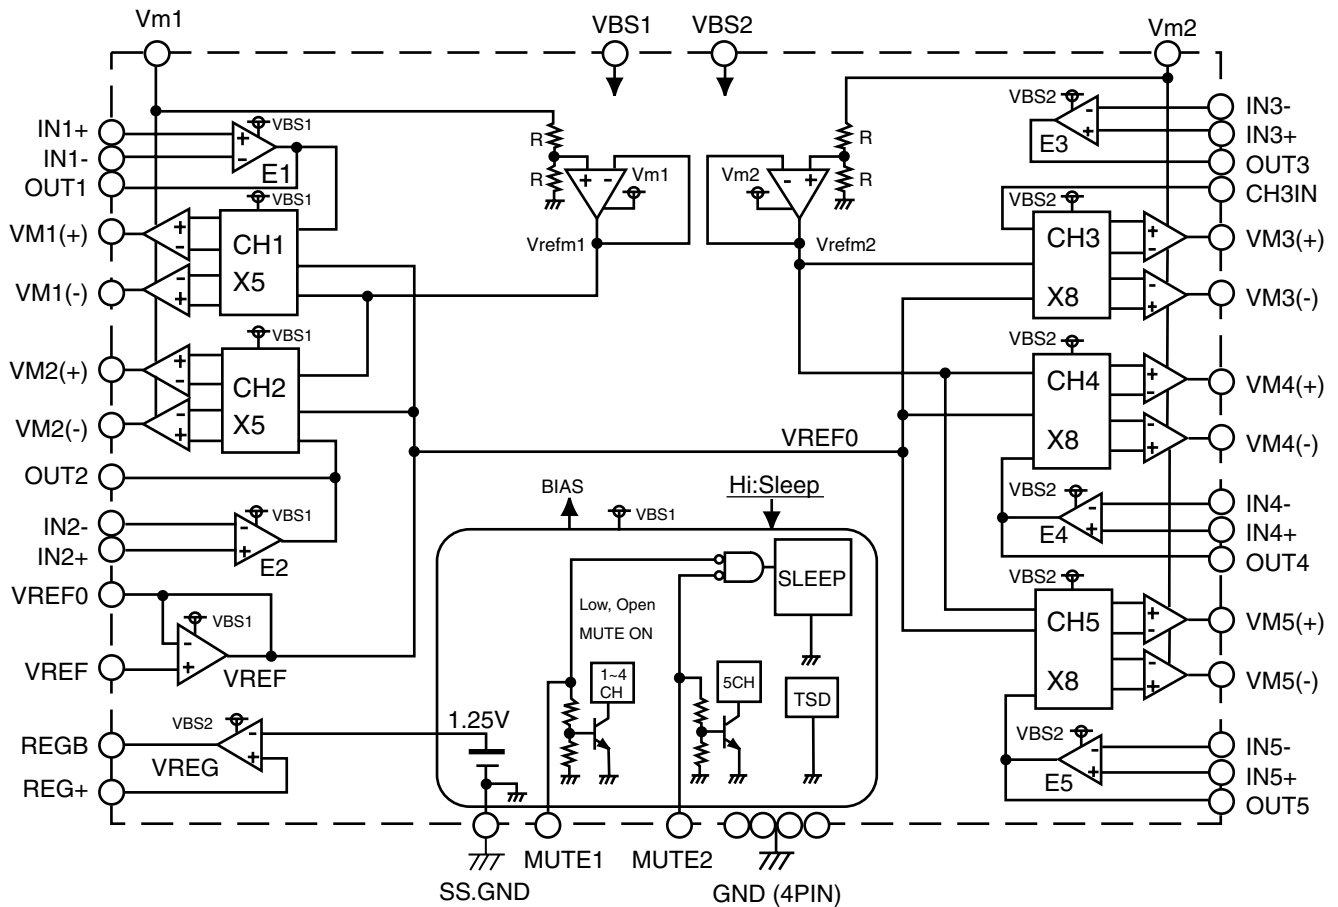 Vm1
VBS1
VBS2
Vm2
IN1+
IN1-
OUT1
VM1(+)
VM1(-)
VM2(+)
VM2(-)
OUT2
IN2-
IN2+
VREF0
VREF
REGB
REG+
VBS1
+
-
E1
VBS1
CH1
X5
+
-
-
+
VBS1
CH2
X5
+
-
-
+
VBS1
-
+
E2
VBS1
-
+
VREF
VBS2
-
+
VREG
1.25V
R
R
+ -
Vm1
Vrefm1
R
R
Vm2
- +
Vrefm2
VREF0
BIAS
VBS1
Hi:Sleep
SLEEP
Low, Open
MUTE ON
1~4
CH
5CH
TSD
VBS2
-
+
E3
VBS2
CH3
X8
+
-
-
+
VBS2
CH4
X8
+
-
-
+
VBS2
-
+
E4
VBS2
CH5
X8
+
-
-
+
VBS2
-
+
E5
IN3-
IN3+
OUT3
CH3IN
VM3(+)
VM3(-)
VM4(+)
VM4(-)
IN4-
IN4+
OUT4
VM5(+)
VM5(-)
IN5-
IN5+
OUT5
SS.GND
MUTE1
MUTE2
GND (4PIN)